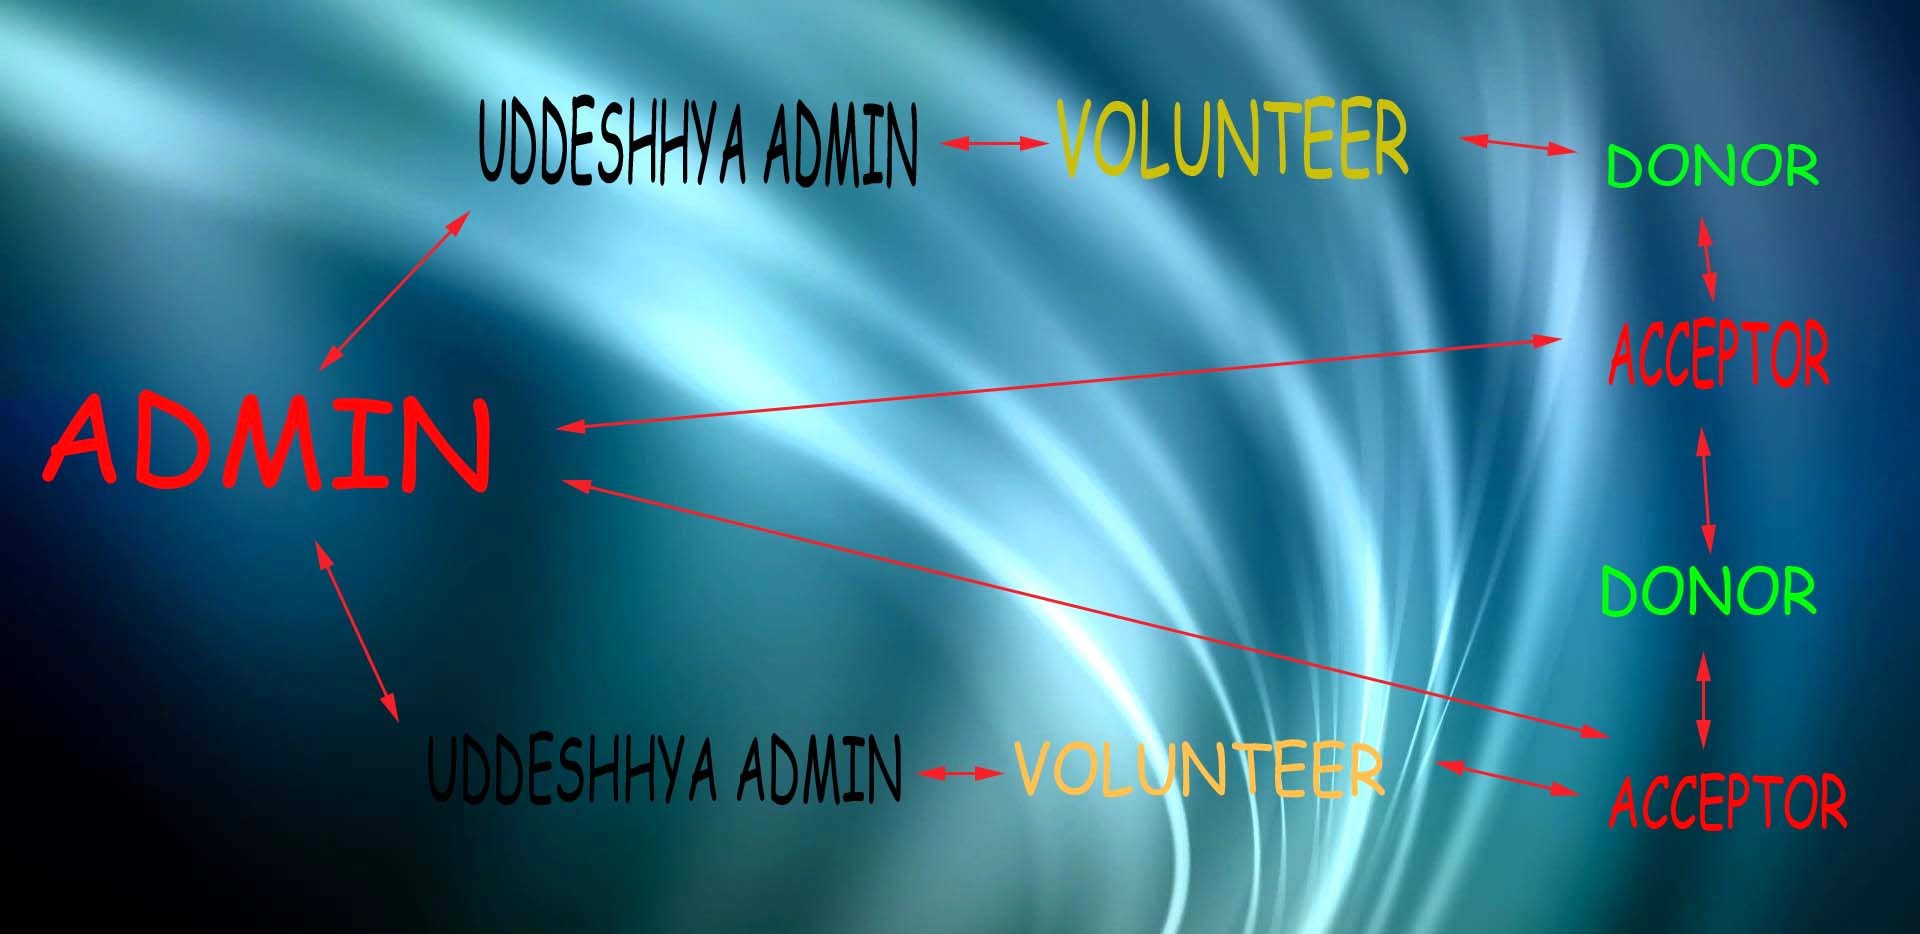 UDDESHHYA ADMIN
VOLUNTEER
DONOR
ACCEPTOR
ADMIN
DONOR
UDDESHHYA ADMIN
VOLUNTEER
ACCEPTOR